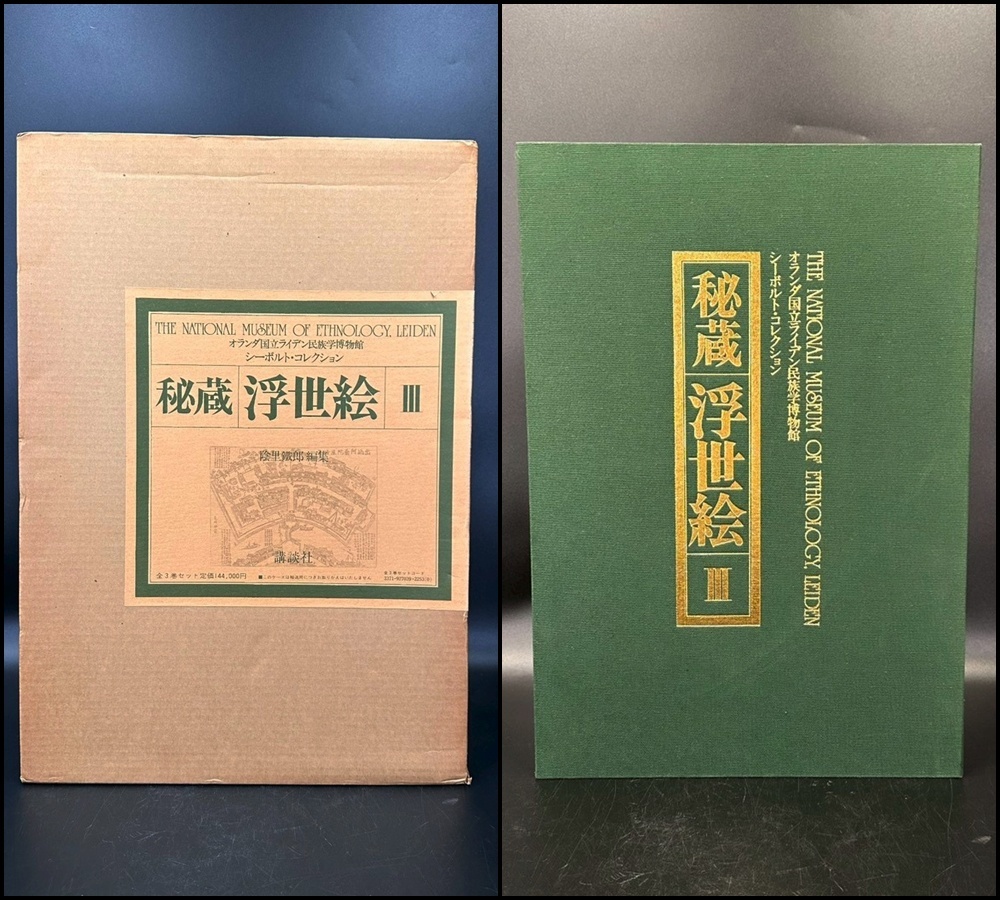 THE NATIONAL MUSEUM OF ETHNOLOGY, LEIDEN
オランダ国立ライデン民族学博物館
シーボルト・コレクション
秘蔵 浮世絵 Ⅲ
陰里鐵郎 編集
講談社
全3巻セット定価144,000円
THE NATIONAL MUSEUM OF ETHNOLOGY, LEIDEN
オランダ国立ライデン民族学博物館
シーボルト・コレクション
秘蔵 浮世絵 Ⅲ